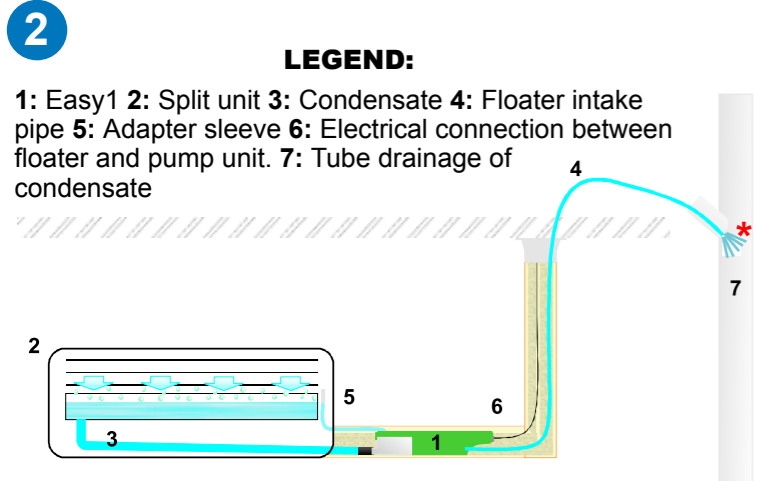 2
LEGEND:
1: Easy1 2: Split unit 3: Condensate 4: Floater intake
pipe 5: Adapter sleeve 6: Electrical connection between
floater and pump unit. 7: Tube drainage of
condensate
4
*
7
2
5
6
3
1